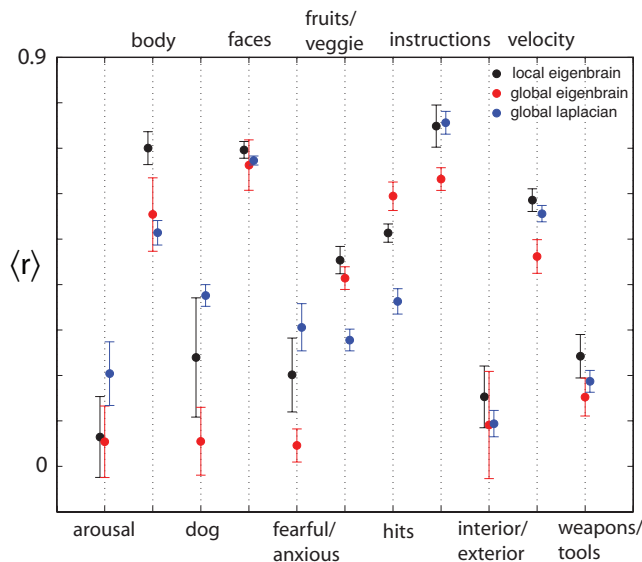 fruits/
body faces veggie instructions velocity
0.9
local eigenbrain
global eigenbrain
global laplacian
⟨r⟩
0
arousal dog fearful/ hits interior/ weapons/
anxious exterior tools